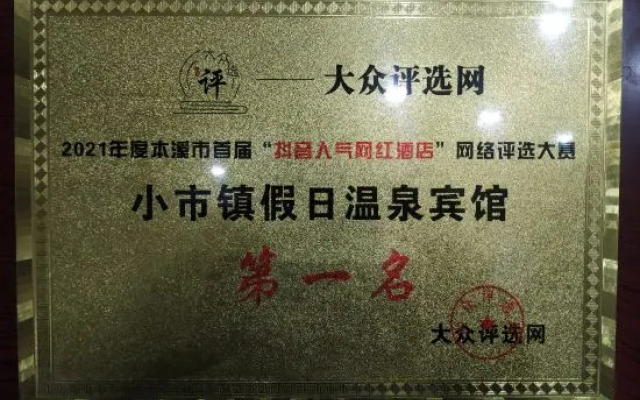 评 大众评选网
2021年度本溪市首届“抖音人气网红酒店”网络评选大赛
小市镇假日温泉宾馆
第一名
大众评选网